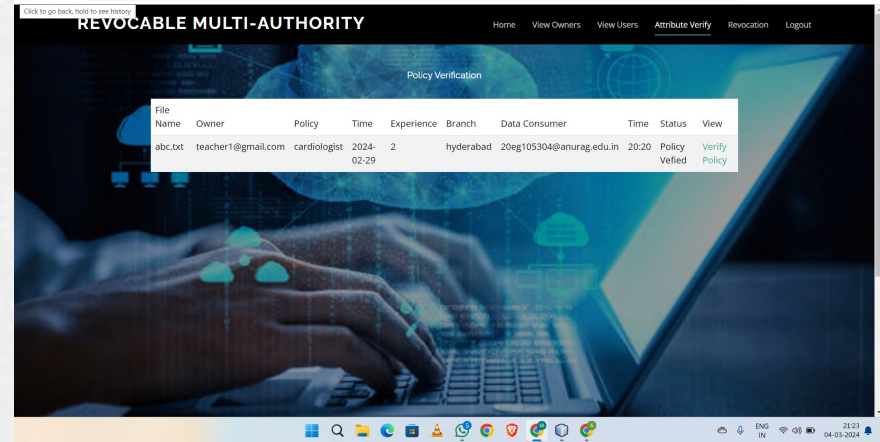 Click to go back, hold to see history
REVOCABLE MULTI-AUTHORITY
Home View Owners View Users Attribute Verify Revocation Logout
Policy Verification
File Name Owner Policy Time Experience Branch Data Consumer Time Status View
abc.txt teacher1@gmail.com cardiologist 2024-02-29 2 hyderabad 20eg105304@anurag.edu.in 20:20 Policy Vefied Verify Policy
ENG
IN
21:23
04-03-2024